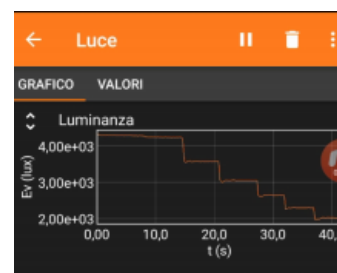 Luce
GRAFICO VALORI
Luminanza
4,00e+03
3,00e+03
2,00e+03
Ev (lux)
0,00 10,0 20,0 30,0 40,
t (s)